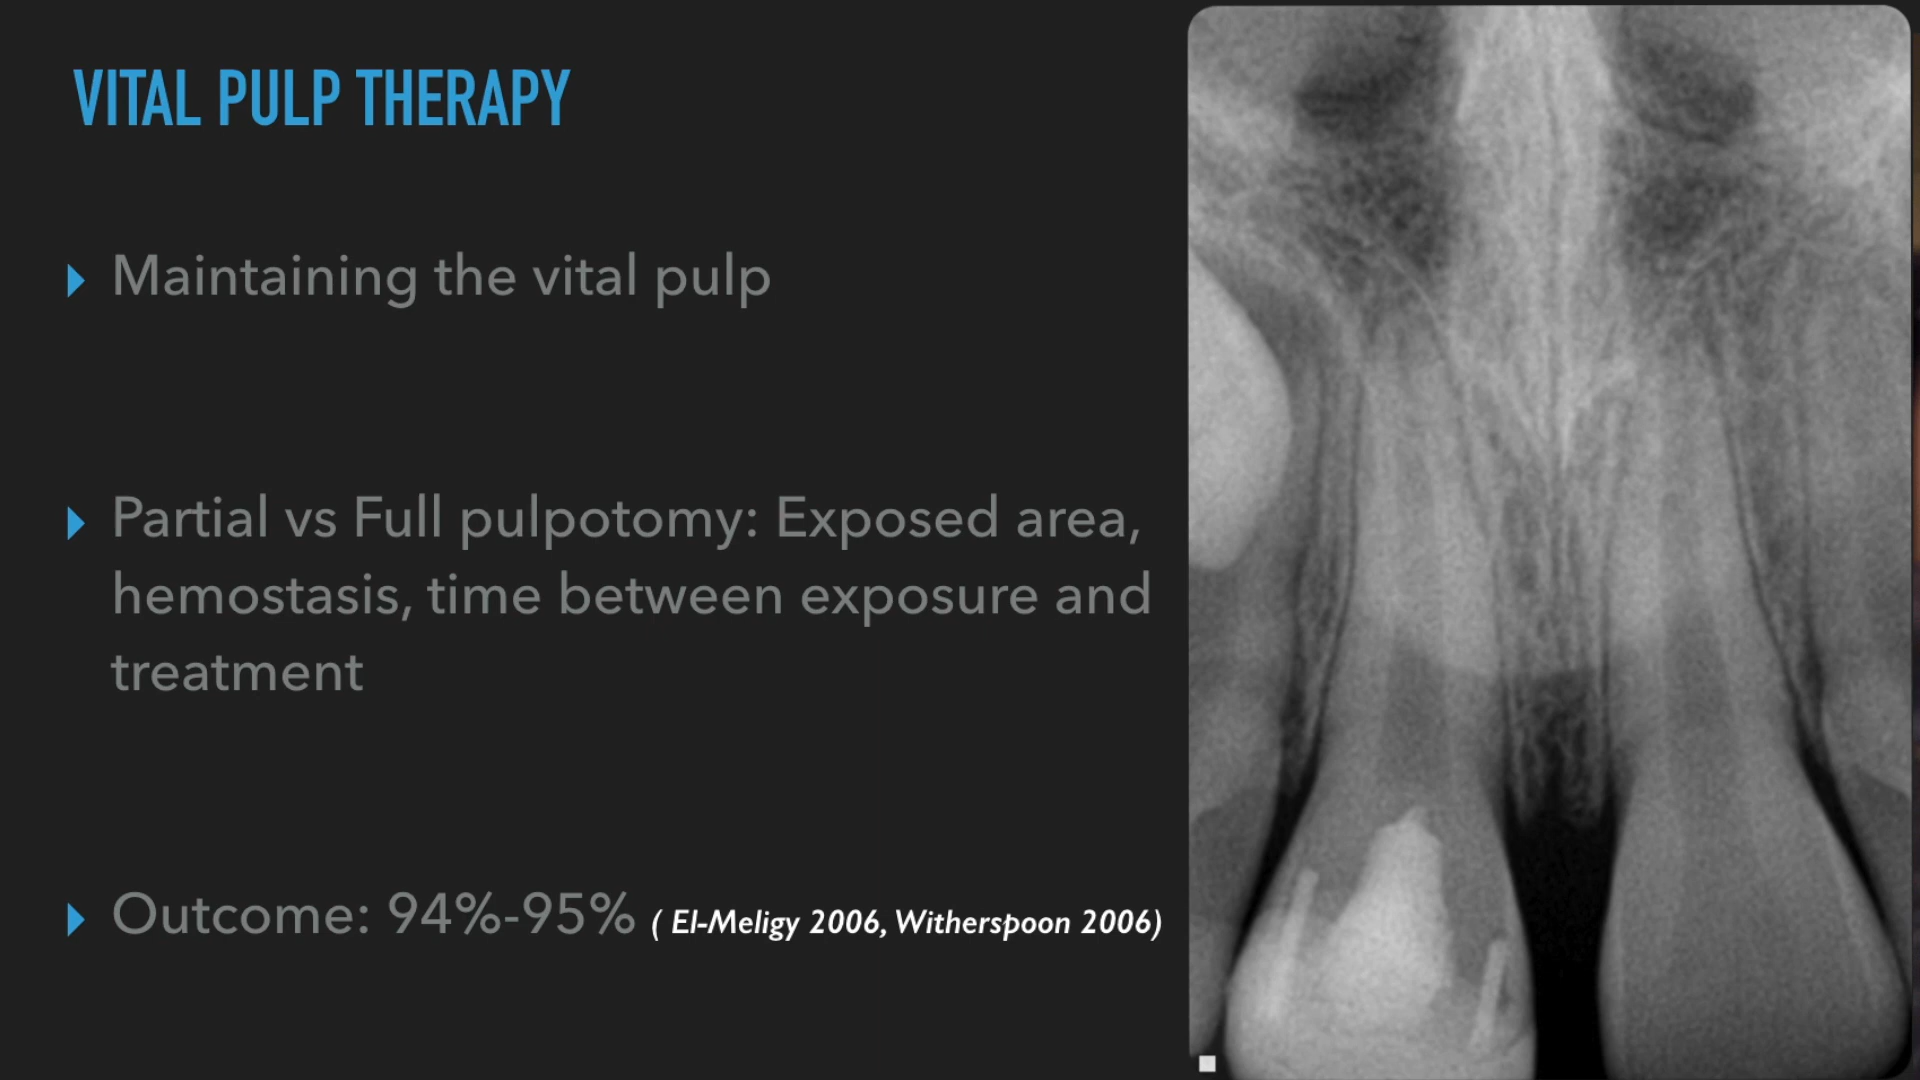 VITAL PULP THERAPY
Maintaining the vital pulp
Partial vs Full pulpotomy: Exposed area,
hemostasis, time between exposure and
treatment
Outcome: 94%-95% ( El-Meligy 2006, Witherspoon 2006)